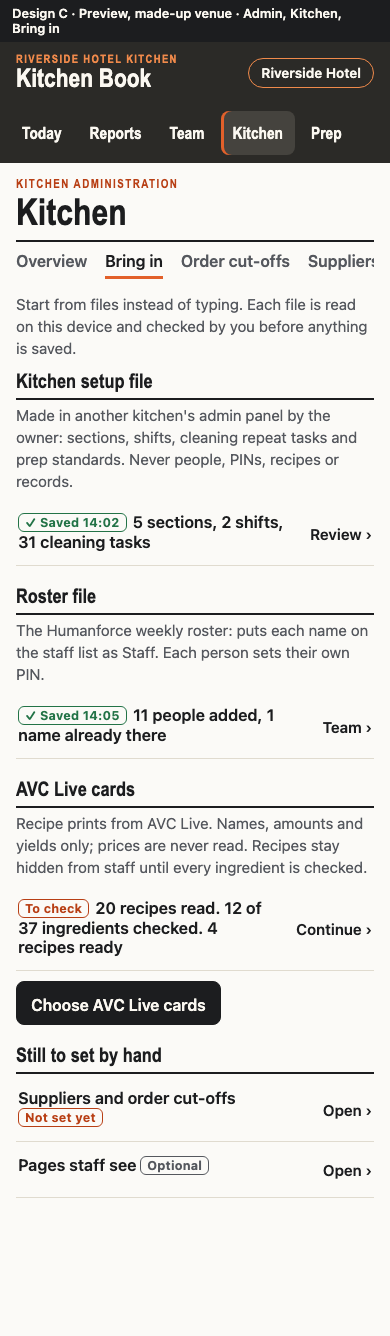 Design C · Preview, made-up venue · Admin, Kitchen,
Bring in
RIVERSIDE HOTEL KITCHEN
Kitchen Book
Riverside Hotel
Today Reports Team Kitchen Prep
KITCHEN ADMINISTRATION
Kitchen
Overview Bring in Order cut-offs Suppliers
Start from files instead of typing. Each file is read
on this device and checked by you before anything
is saved.
Kitchen setup file
Made in another kitchen's admin panel by the
owner: sections, shifts, cleaning repeat tasks and
prep standards. Never people, PINs, recipes or
records.
✓ Saved 14:02 5 sections, 2 shifts,
31 cleaning tasks
Review ›
Roster file
The Humanforce weekly roster: puts each name on
the staff list as Staff. Each person sets their own
PIN.
✓ Saved 14:05 11 people added, 1
name already there
Team ›
AVC Live cards
Recipe prints from AVC Live. Names, amounts and
yields only; prices are never read. Recipes stay
hidden from staff until every ingredient is checked.
To check 20 recipes read. 12 of
37 ingredients checked. 4
recipes ready
Continue ›
Choose AVC Live cards
Still to set by hand
Suppliers and order cut-offs
Not set yet
Open ›
Pages staff see Optional
Open ›